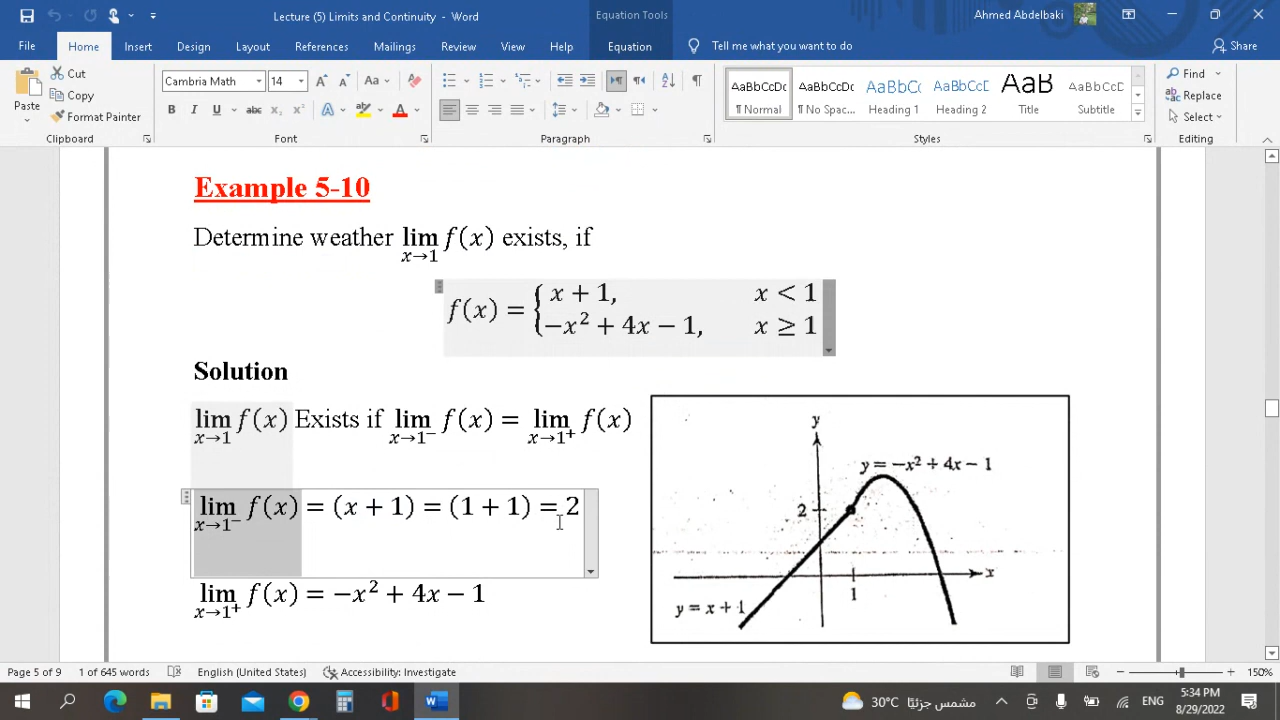 Lecture (5) Limits and Continuity - Word
Equation Tools
Ahmed Abdelbaki
File Home Insert Design Layout References Mailings Review View Help Equation Tell me what you want to do Share
Paste
Cut
Copy
Format Painter
Clipboard
Cambria Math 14
Font
Paragraph
AaBbCcDc AaBbCcDc AaBbC( AaBbCcD AaB AaBbCcD
¶ Normal ¶ No Spac... Heading 1 Heading 2 Title Subtitle
Styles
Find
Replace
Select
Editing
Example 5-10
Determine weather lim x→1 f(x) exists, if
f(x) = { x + 1, x < 1
−x² + 4x − 1, x ≥ 1
Solution
lim x→1 f(x) Exists if lim x→1⁻ f(x) = lim x→1⁺ f(x)
lim x→1⁻ f(x) = (x + 1) = (1 + 1) = 2
lim x→1⁺ f(x) = −x² + 4x − 1
y
y = −x² + 4x − 1
2
x
1
y = x + 1
Page 5 of 9 1 of 645 words English (United States) Accessibility: Investigate 150%
30°C مشمس جزئيًا ENG 5:34 PM
8/29/2022